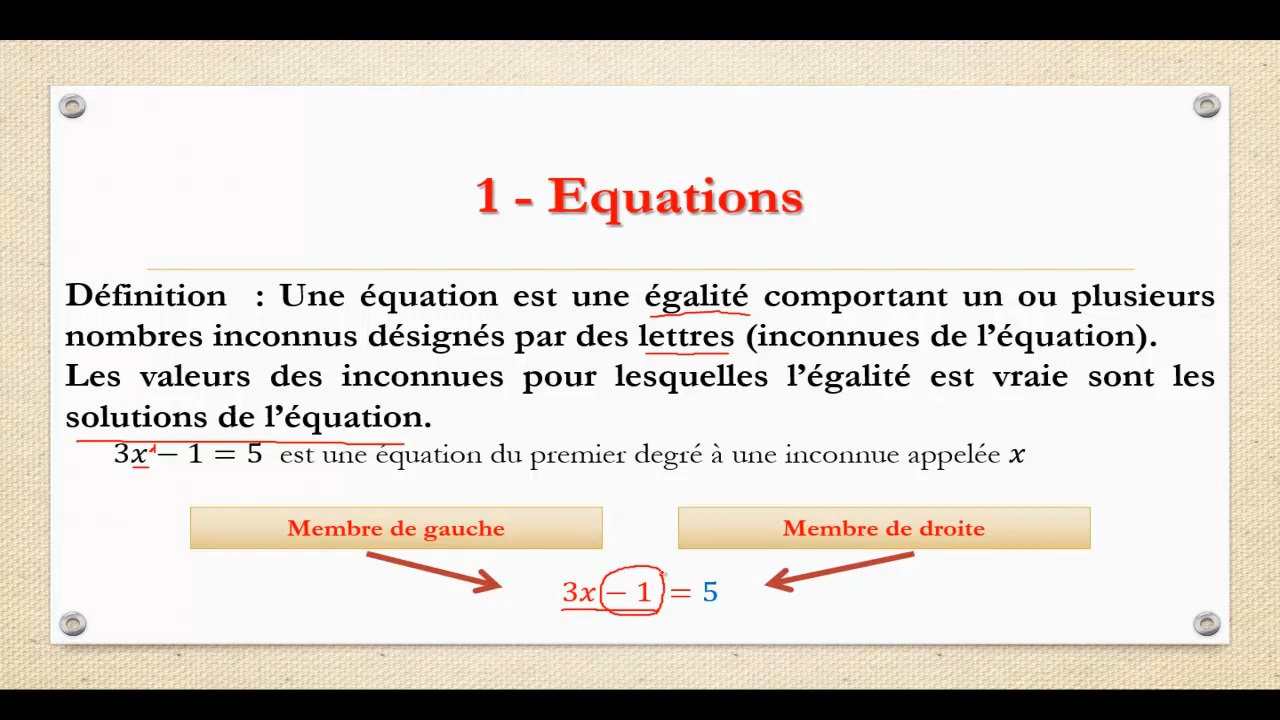 1 - Equations
Définition : Une équation est une égalité comportant un ou plusieurs
nombres inconnus désignés par des lettres (inconnues de l’équation).
Les valeurs des inconnues pour lesquelles l’égalité est vraie sont les
solutions de l’équation.
3x − 1 = 5 est une équation du premier degré à une inconnue appelée x
Membre de gauche
Membre de droite
3x − 1 = 5